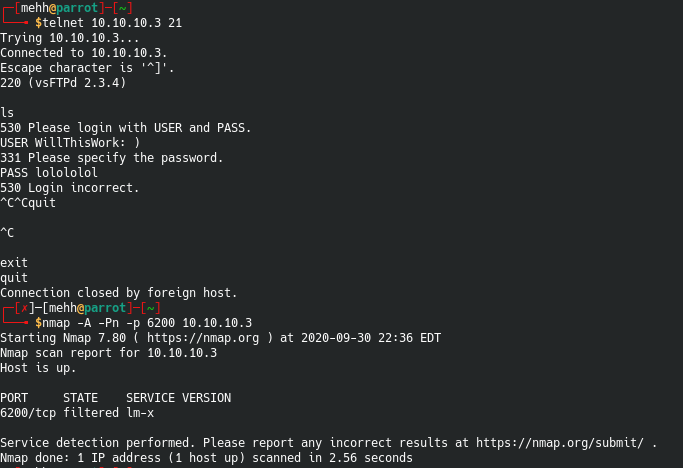 ┌─[mehh@parrot]─[~]
└──╼ $telnet 10.10.10.3 21
Trying 10.10.10.3...
Connected to 10.10.10.3.
Escape character is '^]'.
220 (vsFTPd 2.3.4)
ls
530 Please login with USER and PASS.
USER WillThisWork: )
331 Please specify the password.
PASS lolololol
530 Login incorrect.
^C^Cquit
^C
exit
quit
Connection closed by foreign host.
┌─[✗]─[mehh@parrot]─[~]
└──╼ $nmap -A -Pn -p 6200 10.10.10.3
Starting Nmap 7.80 ( https://nmap.org ) at 2020-09-30 22:36 EDT
Nmap scan report for 10.10.10.3
Host is up.
PORT     STATE    SERVICE VERSION
6200/tcp filtered lm-x
Service detection performed. Please report any incorrect results at https://nmap.org/submit/ .
Nmap done: 1 IP address (1 host up) scanned in 2.56 seconds